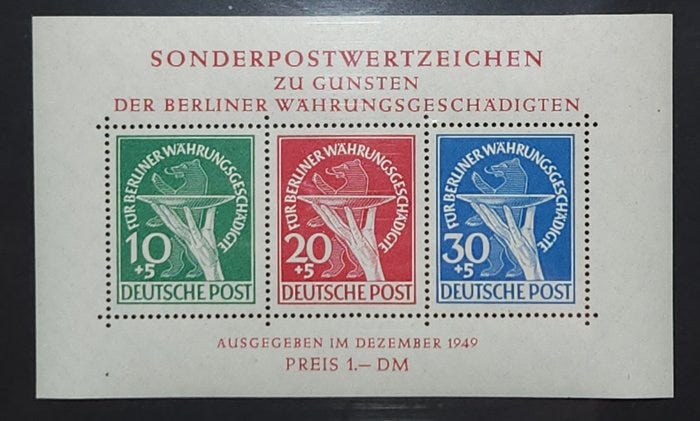 SONDERPOSTWERTZEICHEN
ZU GUNSTEN
DER BERLINER WÄHRUNGSGESCHÄDIGTEN
FÜR BERLINER WÄHRUNGSGESCHÄDIGTE
10
+5
DEUTSCHE POST
FÜR BERLINER WÄHRUNGSGESCHÄDIGTE
20
+5
DEUTSCHE POST
FÜR BERLINER WÄHRUNGSGESCHÄDIGTE
30
+5
DEUTSCHE POST
AUSGEGEBEN IM DEZEMBER 1949
PREIS 1.— DM